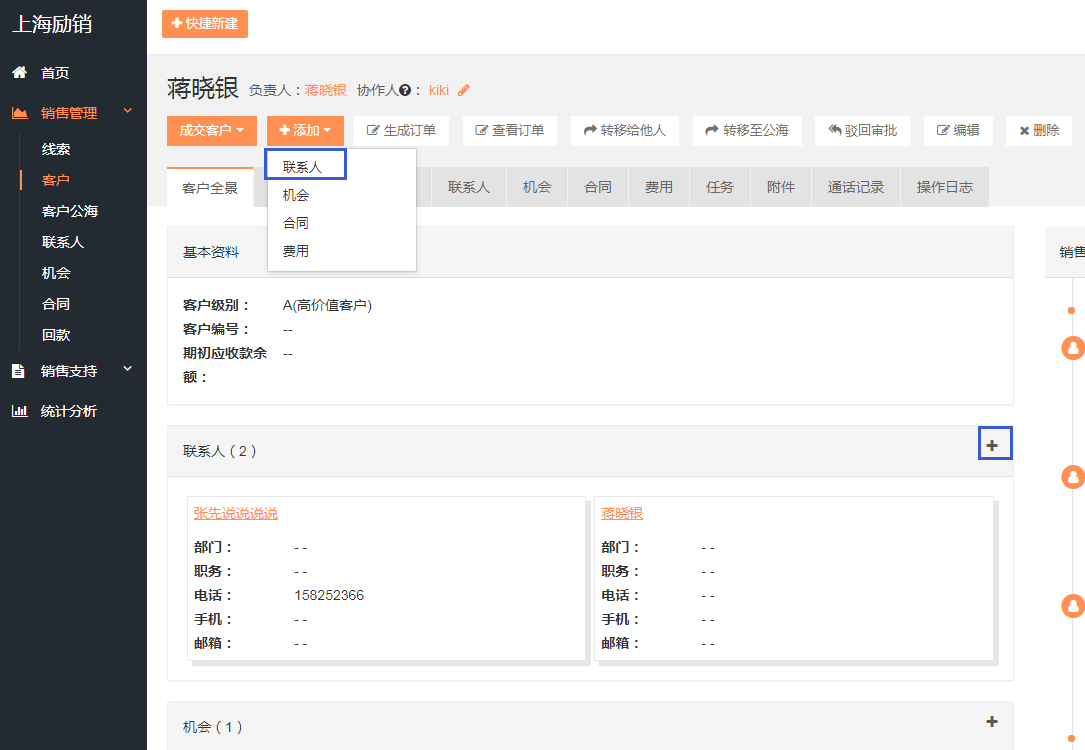 上海励销
快捷新建
首页
销售管理
线索
客户
客户公海
联系人
机会
合同
回款
销售支持
统计分析
蒋晓银 负责人：蒋晓银 协作人 ： kiki
成交客户 添加 生成订单 查看订单 转移给他人 转移至公海 驳回审批 编辑 删除
联系人
机会
合同
费用
客户全景 联系人 机会 合同 费用 任务 附件 通话记录 操作日志
基本资料
客户级别： A(高价值客户)
客户编号： --
期初应收款余 --
额：
联系人（2）
张先说说说说
部门： - -
职务： - -
电话： 158252366
手机： - -
邮箱： - -
蒋晓银
部门： - -
职务： - -
电话： - -
手机： - -
邮箱： - -
机会（1）
销售